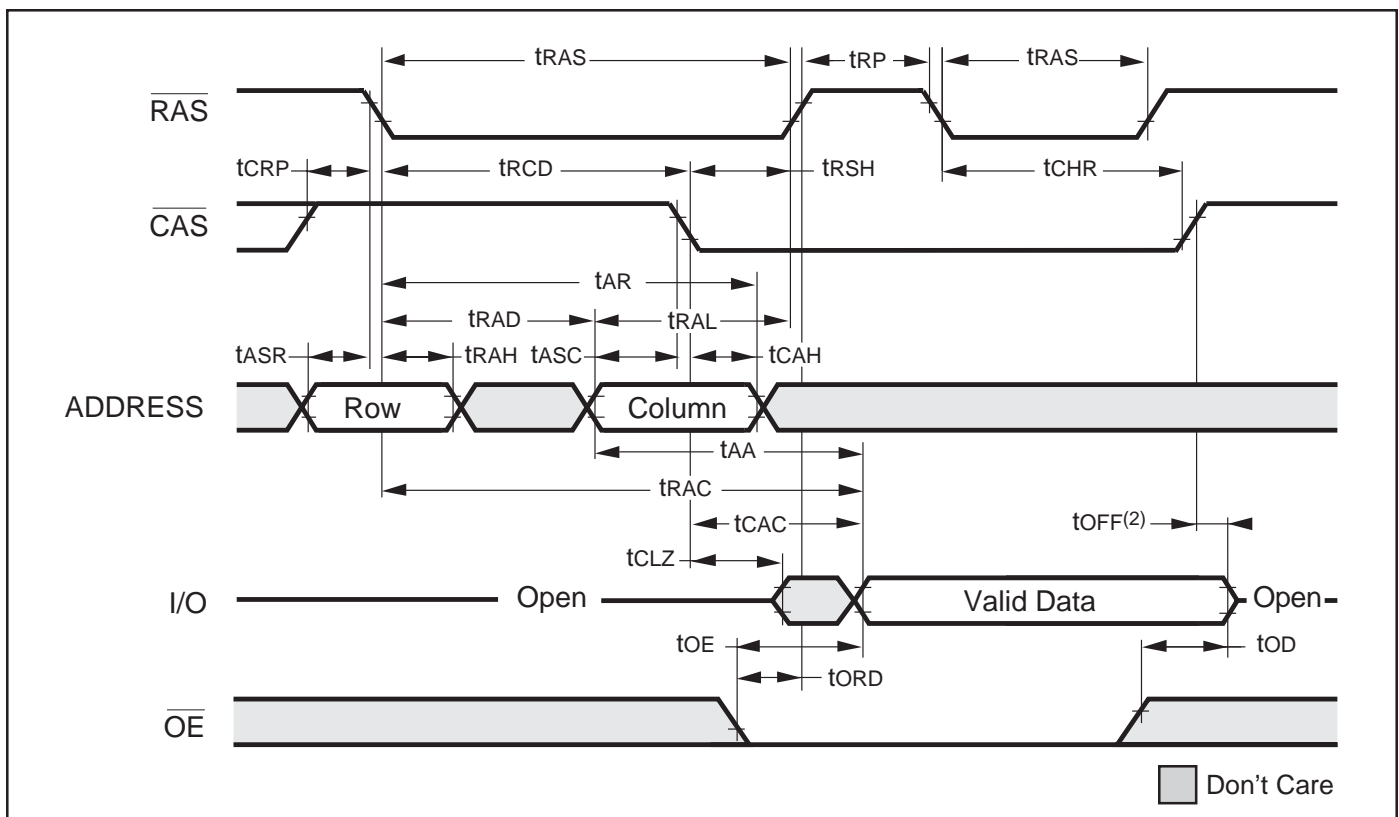 tRAS tRP tRAS
RAS
tCRP tRCD tRSH tCHR
CAS
tAR
tRAD tRAL
tASR tRAH tASC tCAH
ADDRESS Row Column
tAA
tRAC
tCAC tOFF(2)
tCLZ
I/O Open Valid Data Open
tOE tOD
tORD
OE
Don't Care